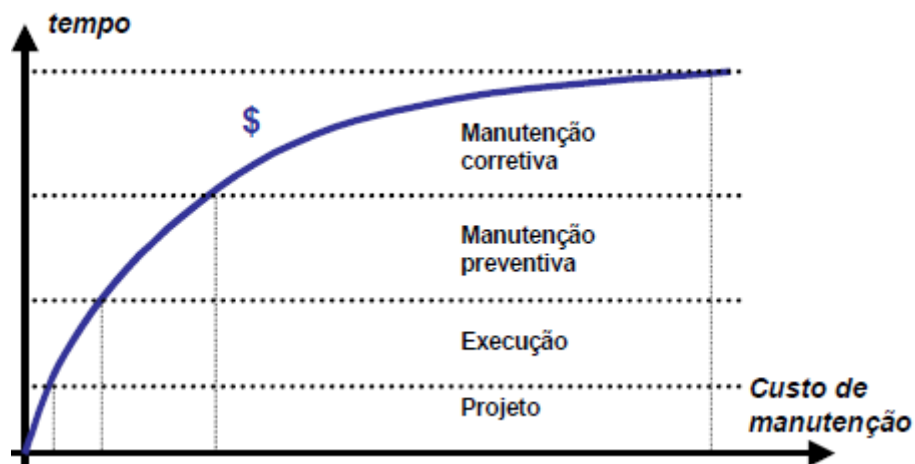 tempo
$
Manutenção
corretiva
Manutenção
preventiva
Execução
Projeto
Custo de
manutenção